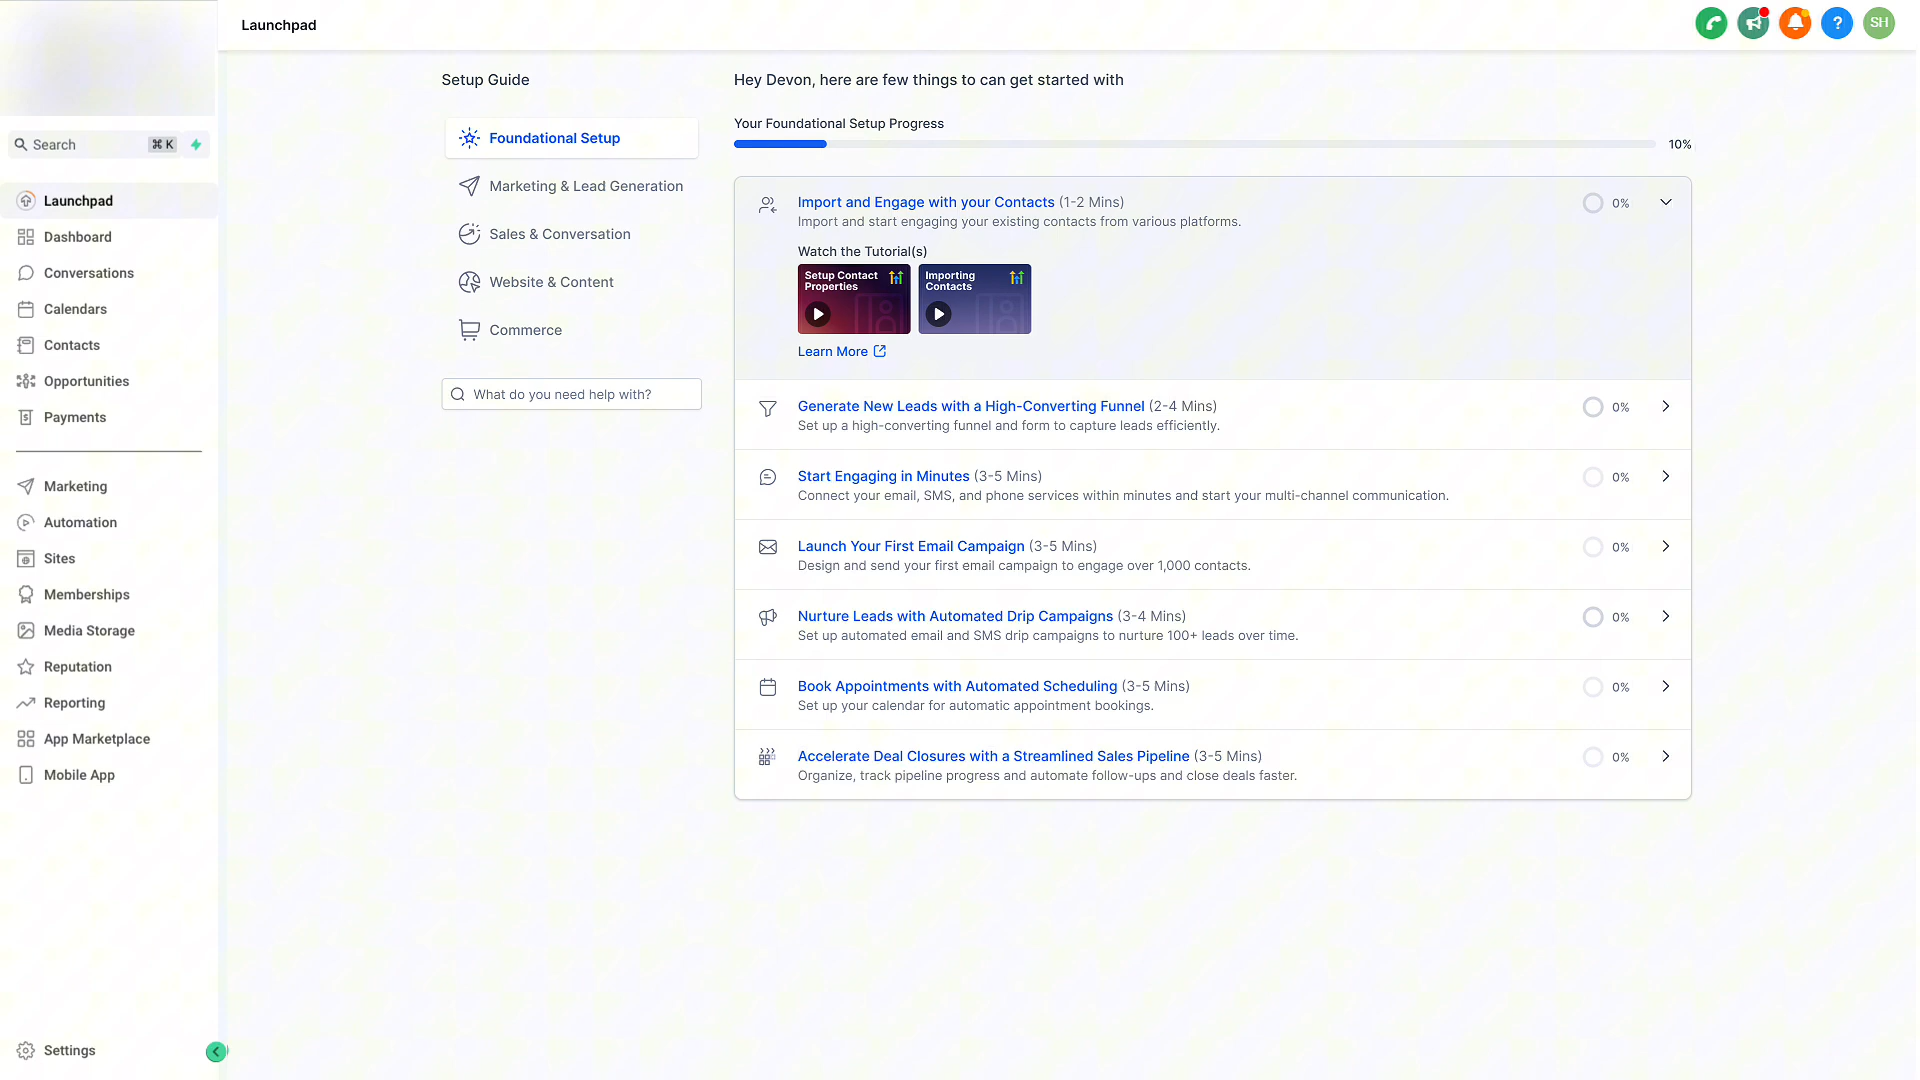 Launchpad
SH
Search
⌘ K
Launchpad
Dashboard
Conversations
Calendars
Contacts
Opportunities
Payments
Marketing
Automation
Sites
Memberships
Media Storage
Reputation
Reporting
App Marketplace
Mobile App
Settings
Setup Guide
Foundational Setup
Marketing & Lead Generation
Sales & Conversation
Website & Content
Commerce
What do you need help with?
Hey Devon, here are few things to can get started with
Your Foundational Setup Progress
10%
Import and Engage with your Contacts (1-2 Mins)
0%
Import and start engaging your existing contacts from various platforms.
Watch the Tutorial(s)
Setup Contact
Properties
Importing
Contacts
Learn More
Generate New Leads with a High-Converting Funnel (2-4 Mins)
0%
Set up a high-converting funnel and form to capture leads efficiently.
Start Engaging in Minutes (3-5 Mins)
0%
Connect your email, SMS, and phone services within minutes and start your multi-channel communication.
Launch Your First Email Campaign (3-5 Mins)
0%
Design and send your first email campaign to engage over 1,000 contacts.
Nurture Leads with Automated Drip Campaigns (3-4 Mins)
0%
Set up automated email and SMS drip campaigns to nurture 100+ leads over time.
Book Appointments with Automated Scheduling (3-5 Mins)
0%
Set up your calendar for automatic appointment bookings.
Accelerate Deal Closures with a Streamlined Sales Pipeline (3-5 Mins)
0%
Organize, track pipeline progress and automate follow-ups and close deals faster.